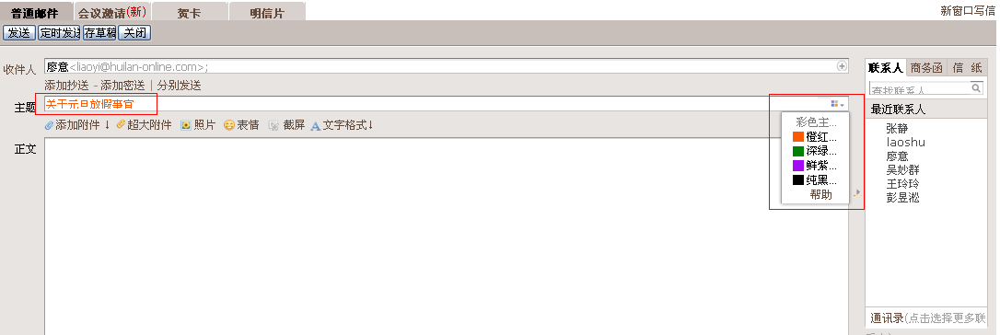 普通邮件 会议邀请(新) 贺卡 明信片 新窗口写信
发送 定时发送 存草稿 关闭
收件人 廖意<liaoyi@huilan-online.com>;
添加抄送 - 添加密送 | 分别发送
主题 关于元旦放假事宜
添加附件 ↓ 超大附件 照片 表情 截屏 文字格式↓
正文
彩色主...
橙红...
深绿...
鲜紫...
纯黑...
帮助
联系人 商务函 信 纸
查找联系人
最近联系人
张静
laoshu
廖意
吴妙群
王玲玲
彭昱淞
通讯录(点击选择更多联